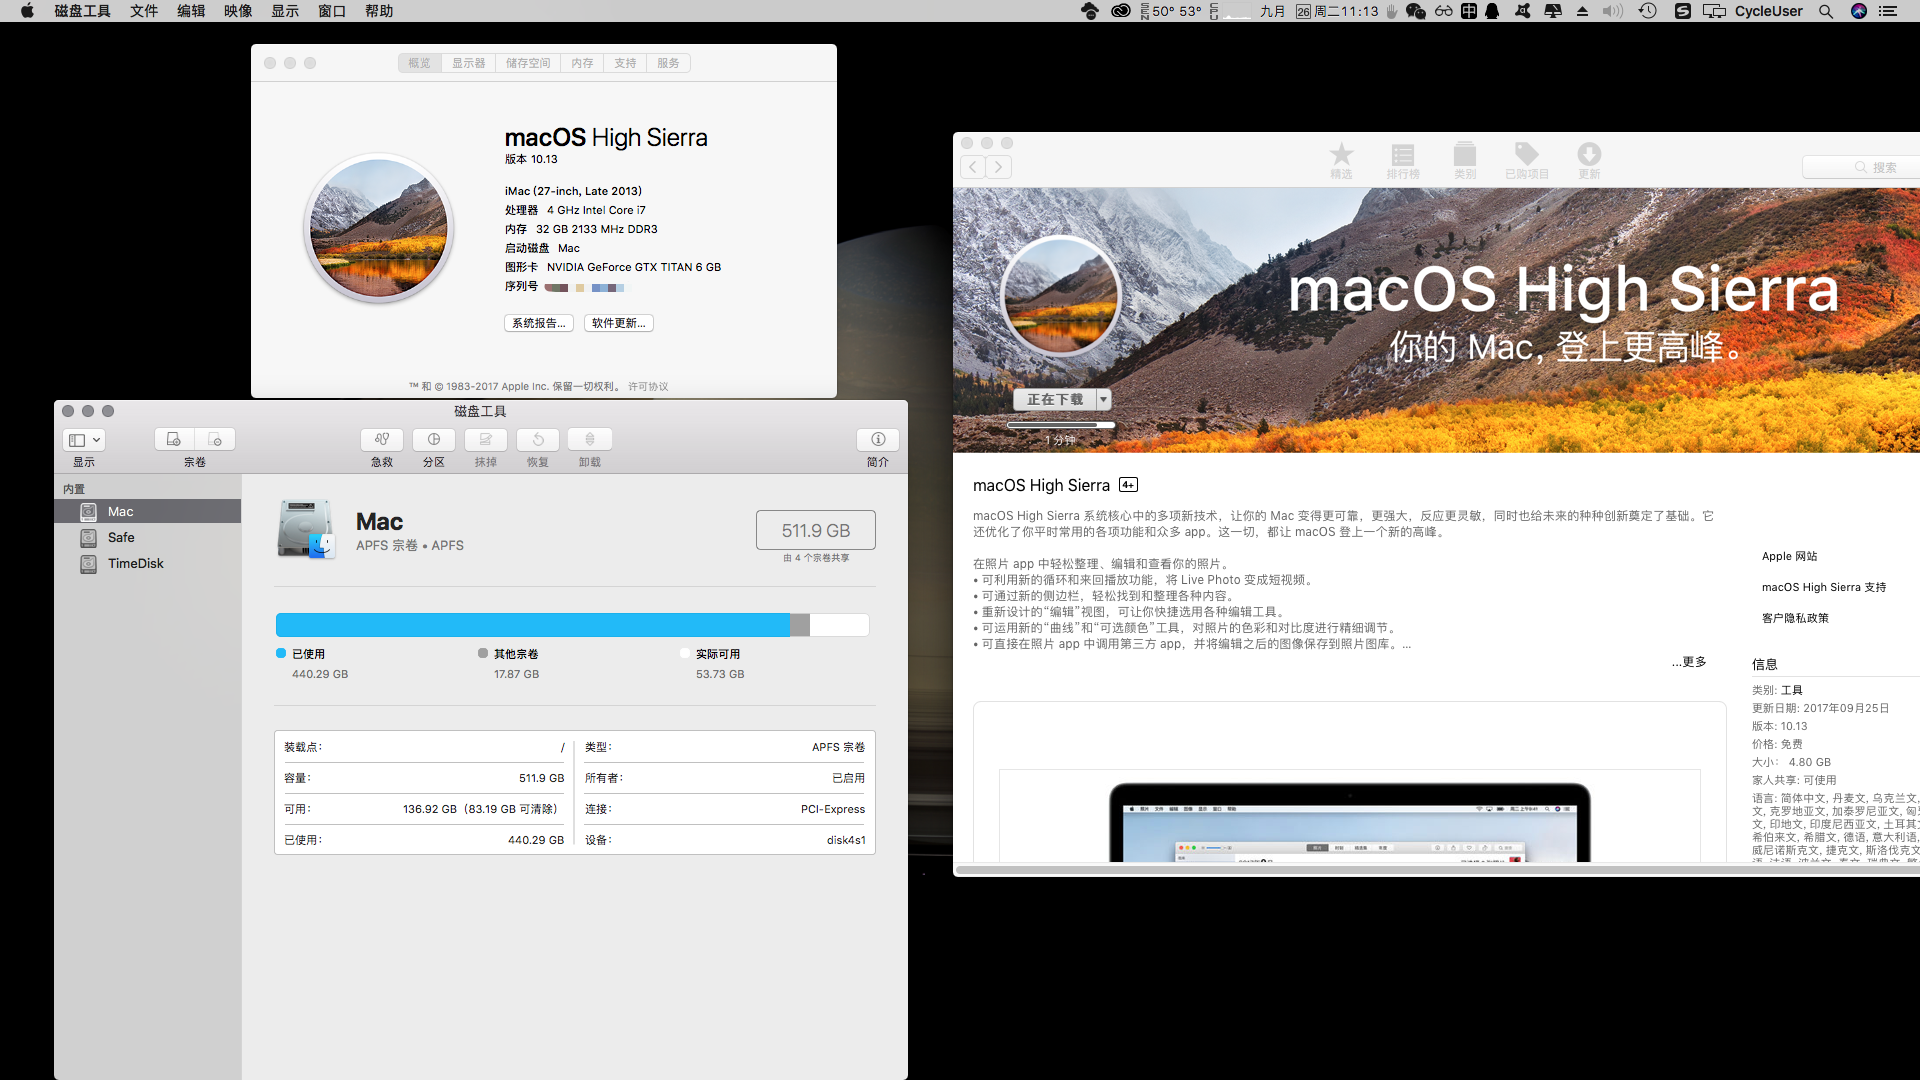 磁盘工具 文件 编辑 映像 显示 窗口 帮助
50° 53° 九月 26 周二11:13 中 CycleUser
概览 显示器 储存空间 内存 支持 服务
macOS High Sierra
版本 10.13
iMac (27-inch, Late 2013)
处理器 4 GHz Intel Core i7
内存 32 GB 2133 MHz DDR3
启动磁盘 Mac
图形卡 NVIDIA GeForce GTX TITAN 6 GB
序列号
系统报告... 软件更新...
™ 和 © 1983-2017 Apple Inc. 保留一切权利。 许可协议
磁盘工具
显示 宗卷 急救 分区 抹掉 恢复 卸载 简介
内置
Mac
Safe
TimeDisk
Mac
APFS 宗卷 • APFS
511.9 GB
由 4 个宗卷共享
已使用 其他宗卷 实际可用
440.29 GB 17.87 GB 53.73 GB
装载点: / 类型: APFS 宗卷
容量: 511.9 GB 所有者: 已启用
可用: 136.92 GB（83.19 GB 可清除） 连接: PCI-Express
已使用: 440.29 GB 设备: disk4s1
精选 排行榜 类别 已购项目 更新
搜索
macOS High Sierra
你的 Mac, 登上更高峰。
正在下载
1 分钟
macOS High Sierra 4+
macOS High Sierra 系统核心中的多项新技术，让你的 Mac 变得更可靠，更强大，反应更灵敏，同时也给未来的种种创新奠定了基础。它
还优化了你平时常用的各项功能和众多 app。这一切，都让 macOS 登上一个新的高峰。
在照片 app 中轻松整理、编辑和查看你的照片。
• 可利用新的循环和来回播放功能，将 Live Photo 变成短视频。
• 可通过新的侧边栏，轻松找到和整理各种内容。
• 重新设计的“编辑”视图，可让你快捷选用各种编辑工具。
• 可运用新的“曲线”和“可选颜色”工具，对照片的色彩和对比度进行精细调节。
• 可直接在照片 app 中调用第三方 app，并将编辑之后的图像保存到照片图库。...
...更多
Apple 网站
macOS High Sierra 支持
客户隐私政策
信息
类别: 工具
更新日期: 2017年09月25日
版本: 10.13
价格: 免费
大小: 4.80 GB
家人共享: 可使用
语言: 简体中文, 丹麦文, 乌克兰文,
文, 克罗地亚文, 加泰罗尼亚文, 匈
文, 印地文, 印度尼西亚文, 土耳其文
希伯来文, 希腊文, 德语, 意大利语,
威尼诺斯克文, 捷克文, 斯洛伐克文